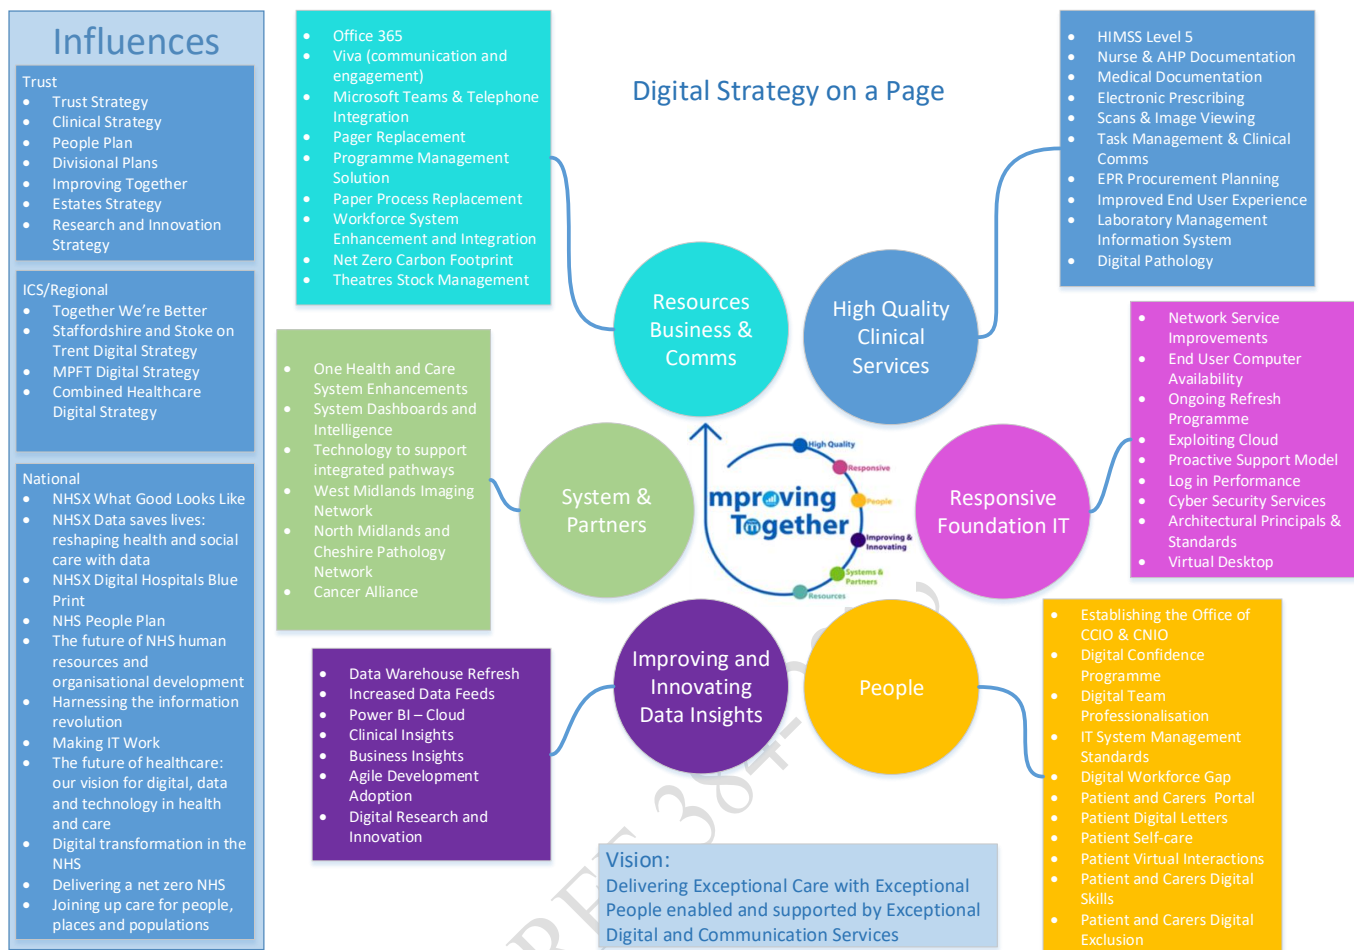 Influences
Trust
• Trust Strategy
• Clinical Strategy
• People Plan
• Divisional Plans
• Improving Together
• Estates Strategy
• Research and Innovation
Strategy
ICS/Regional
• Together We're Better
• Staffordshire and Stoke on
Trent Digital Strategy
• MPFT Digital Strategy
• Combined Healthcare
Digital Strategy
National
• NHSX What Good Looks Like
• NHSX Data saves lives:
reshaping health and social
care with data
• NHSX Digital Hospitals Blue
Print
• NHS People Plan
• The future of NHS human
resources and
organisational development
• Harnessing the information
revolution
• Making IT Work
• The future of healthcare:
our vision for digital, data
and technology in health
and care
• Digital transformation in the
NHS
• Delivering a net zero NHS
• Joining up care for people,
places and populations
• Office 365
• Viva (communication and
engagement)
• Microsoft Teams & Telephone
Integration
• Pager Replacement
• Programme Management
Solution
• Paper Process Replacement
• Workforce System
Enhancement and Integration
• Net Zero Carbon Footprint
• Theatres Stock Management
Digital Strategy on a Page
• HIMSS Level 5
• Nurse & AHP Documentation
• Medical Documentation
• Electronic Prescribing
• Scans & Image Viewing
• Task Management & Clinical
Comms
• EPR Procurement Planning
• Improved End User Experience
• Laboratory Management
Information System
• Digital Pathology
Resources
Business &
Comms
High Quality
Clinical
Services
• One Health and Care
System Enhancements
• System Dashboards and
Intelligence
• Technology to support
integrated pathways
• West Midlands Imaging
Network
• North Midlands and
Cheshire Pathology
Network
• Cancer Alliance
System &
Partners
High Quality
Responsive
People
Improving &
Innovating
Systems &
Partners
Resources
Improving
Together
Responsive
Foundation IT
• Network Service
Improvements
• End User Computer
Availability
• Ongoing Refresh
Programme
• Exploiting Cloud
• Proactive Support Model
• Log in Performance
• Cyber Security Services
• Architectural Principals &
Standards
• Virtual Desktop
• Data Warehouse Refresh
• Increased Data Feeds
• Power BI – Cloud
• Clinical Insights
• Business Insights
• Agile Development
Adoption
• Digital Research and
Innovation
Improving and
Innovating
Data Insights
People
• Establishing the Office of
CCIO & CNIO
• Digital Confidence
Programme
• Digital Team
Professionalisation
• IT System Management
Standards
• Digital Workforce Gap
• Patient and Carers Portal
• Patient Digital Letters
• Patient Self-care
• Patient Virtual Interactions
• Patient and Carers Digital
Skills
• Patient and Carers Digital
Exclusion
Vision:
Delivering Exceptional Care with Exceptional
People enabled and supported by Exceptional
Digital and Communication Services